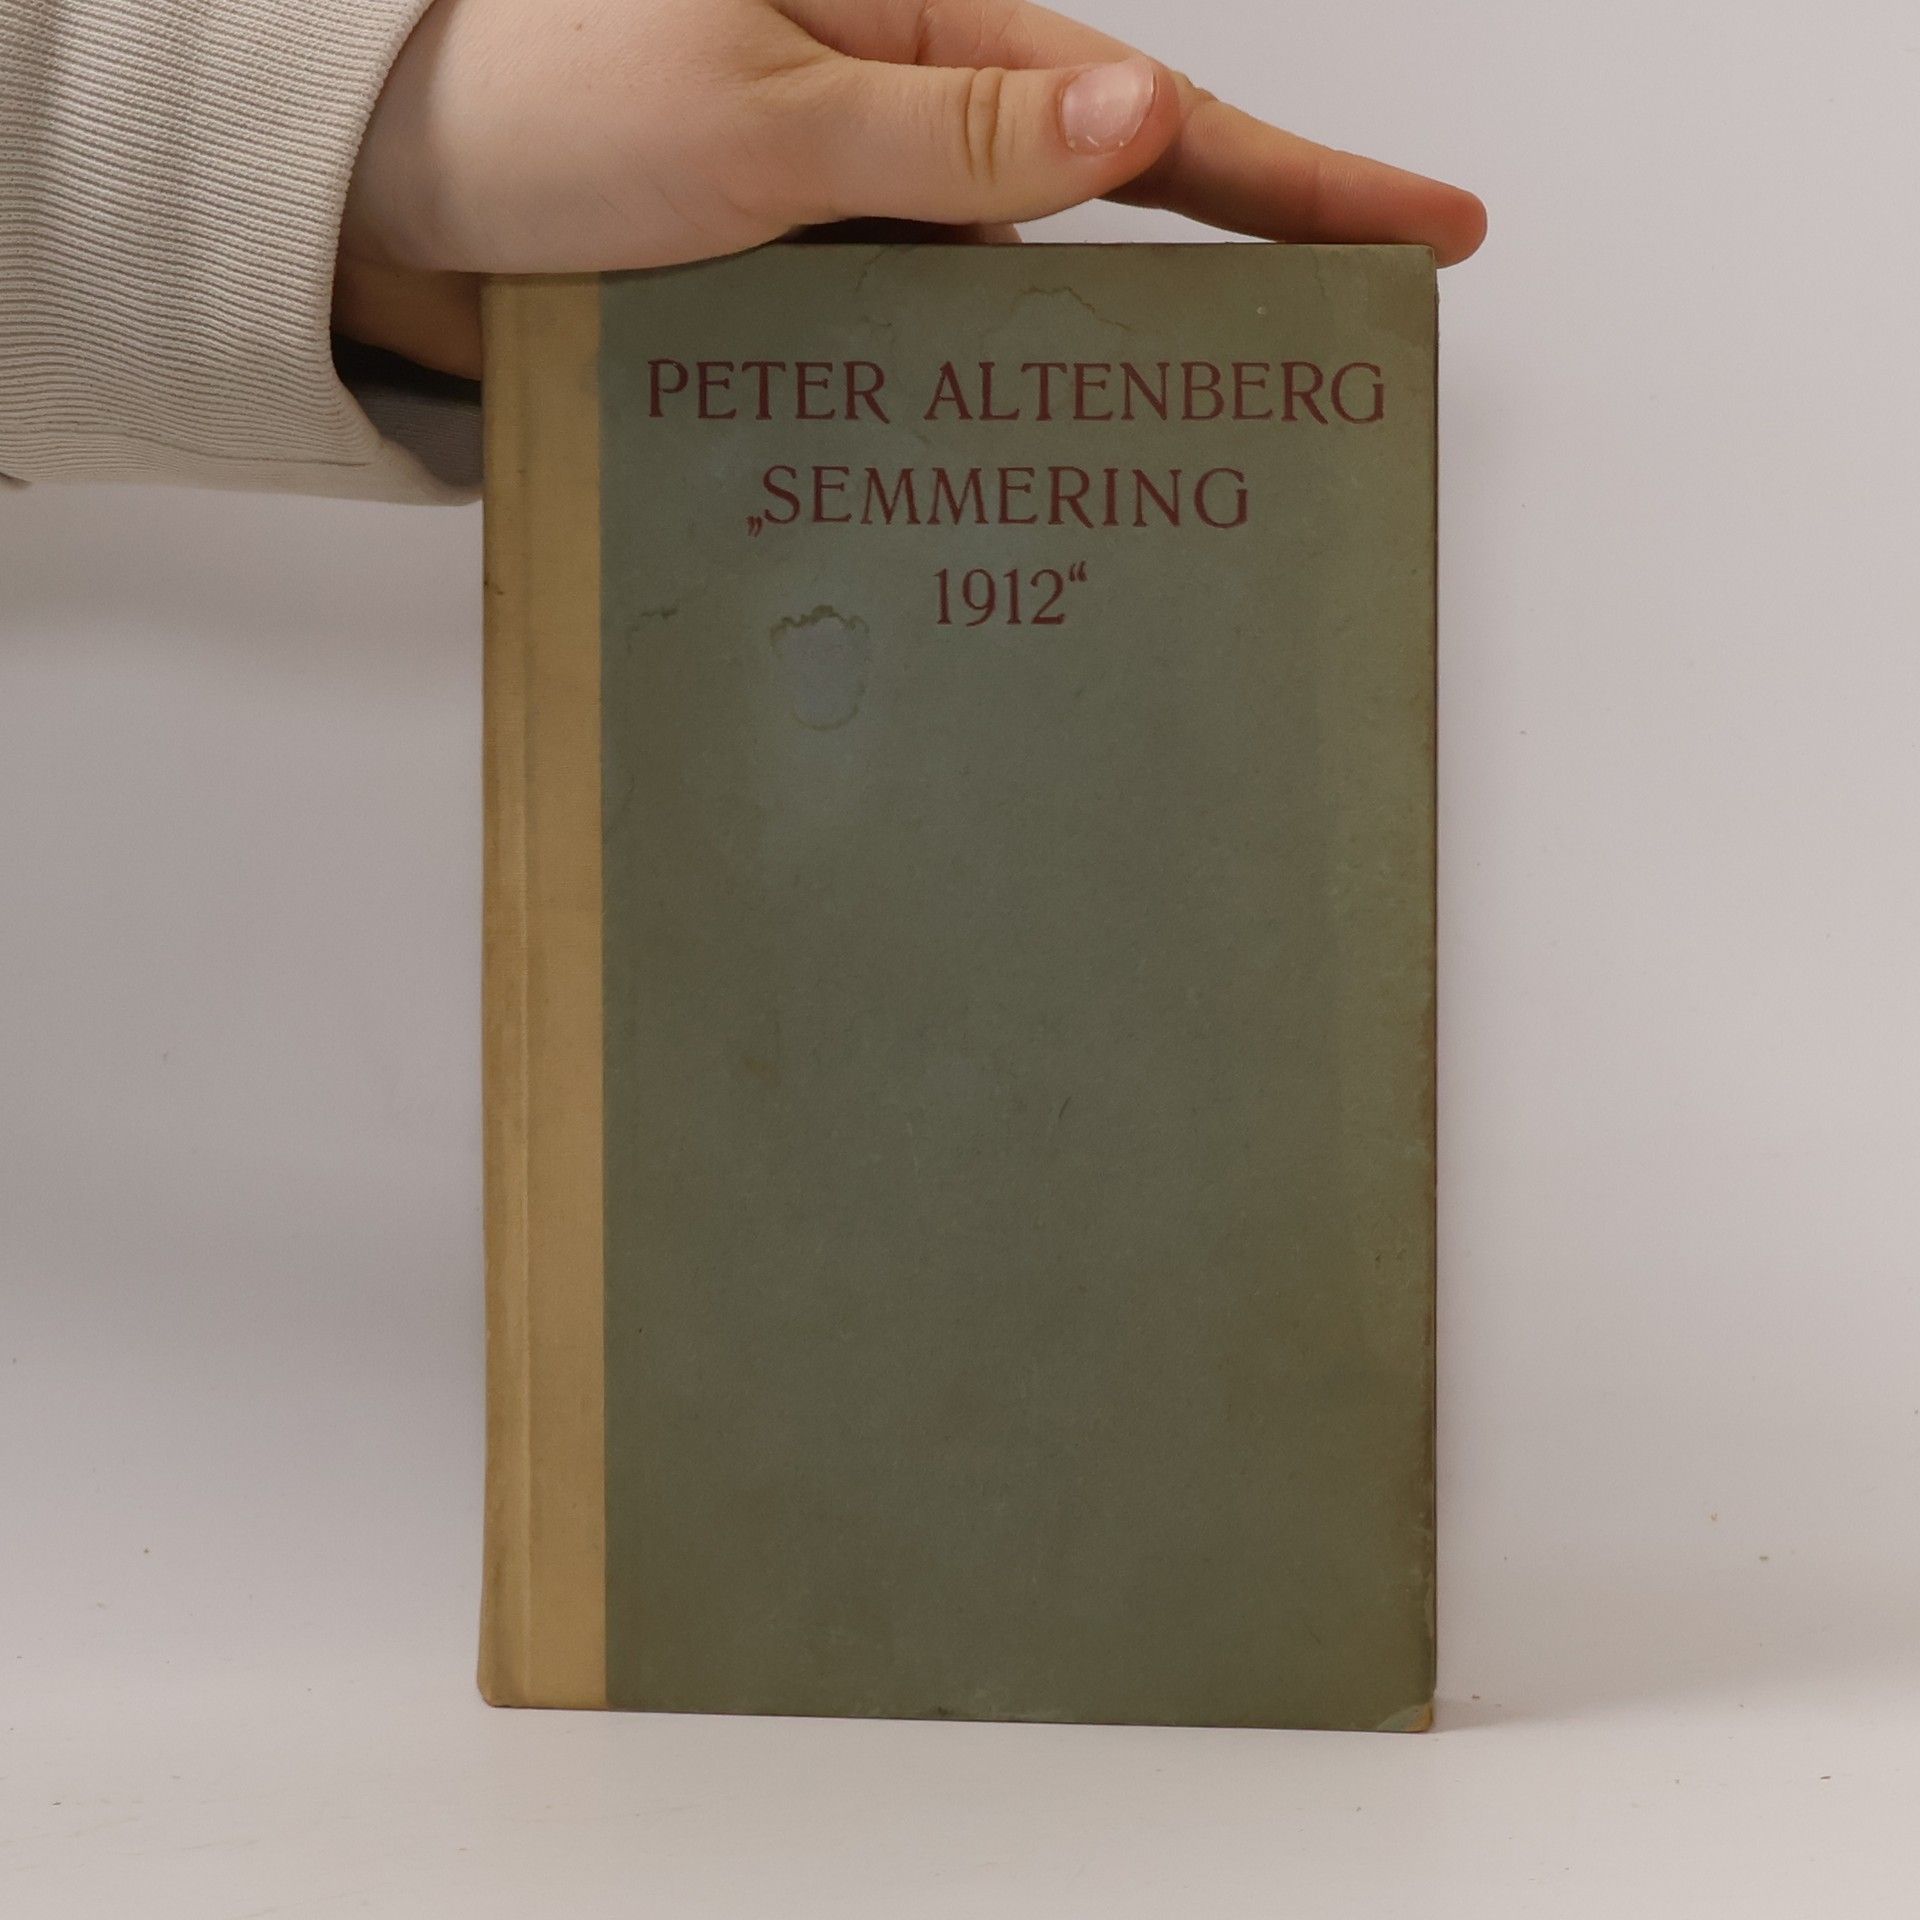 PETER ALTENBERG
„SEMMERING
1912“